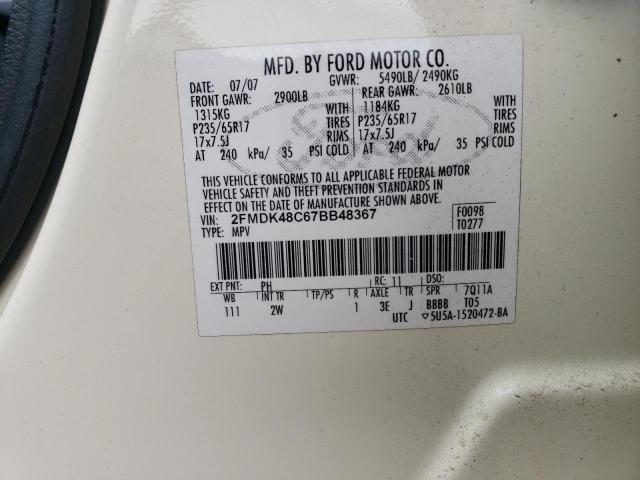 MFD. BY FORD MOTOR CO.
DATE: 07/07 GVWR: 5490LB/ 2490KG
FRONT GAWR: 2900LB REAR GAWR: 2610LB
1315KG WITH 1184KG WITH
P235/65R17 TIRES P235/65R17 TIRES
17x7.5J RIMS 17x7.5J RIMS
AT 240 kPa/ 35 PSI COLD AT 240 kPa/ 35 PSI COLD
THIS VEHICLE CONFORMS TO ALL APPLICABLE FEDERAL MOTOR
VEHICLE SAFETY AND THEFT PREVENTION STANDARDS IN
EFFECT ON THE DATE OF MANUFACTURE SHOWN ABOVE.
VIN: 2FMDK48C67BB48367 F0098
TYPE: MPV T0277
EXT PNT: PH RC: 11 DSO:
WB INT TR TP/PS R AXLE TR SPR 7Q11A
111 2W 1 3E J BBBB T05
UTC ▽5U5A-1520472-BA